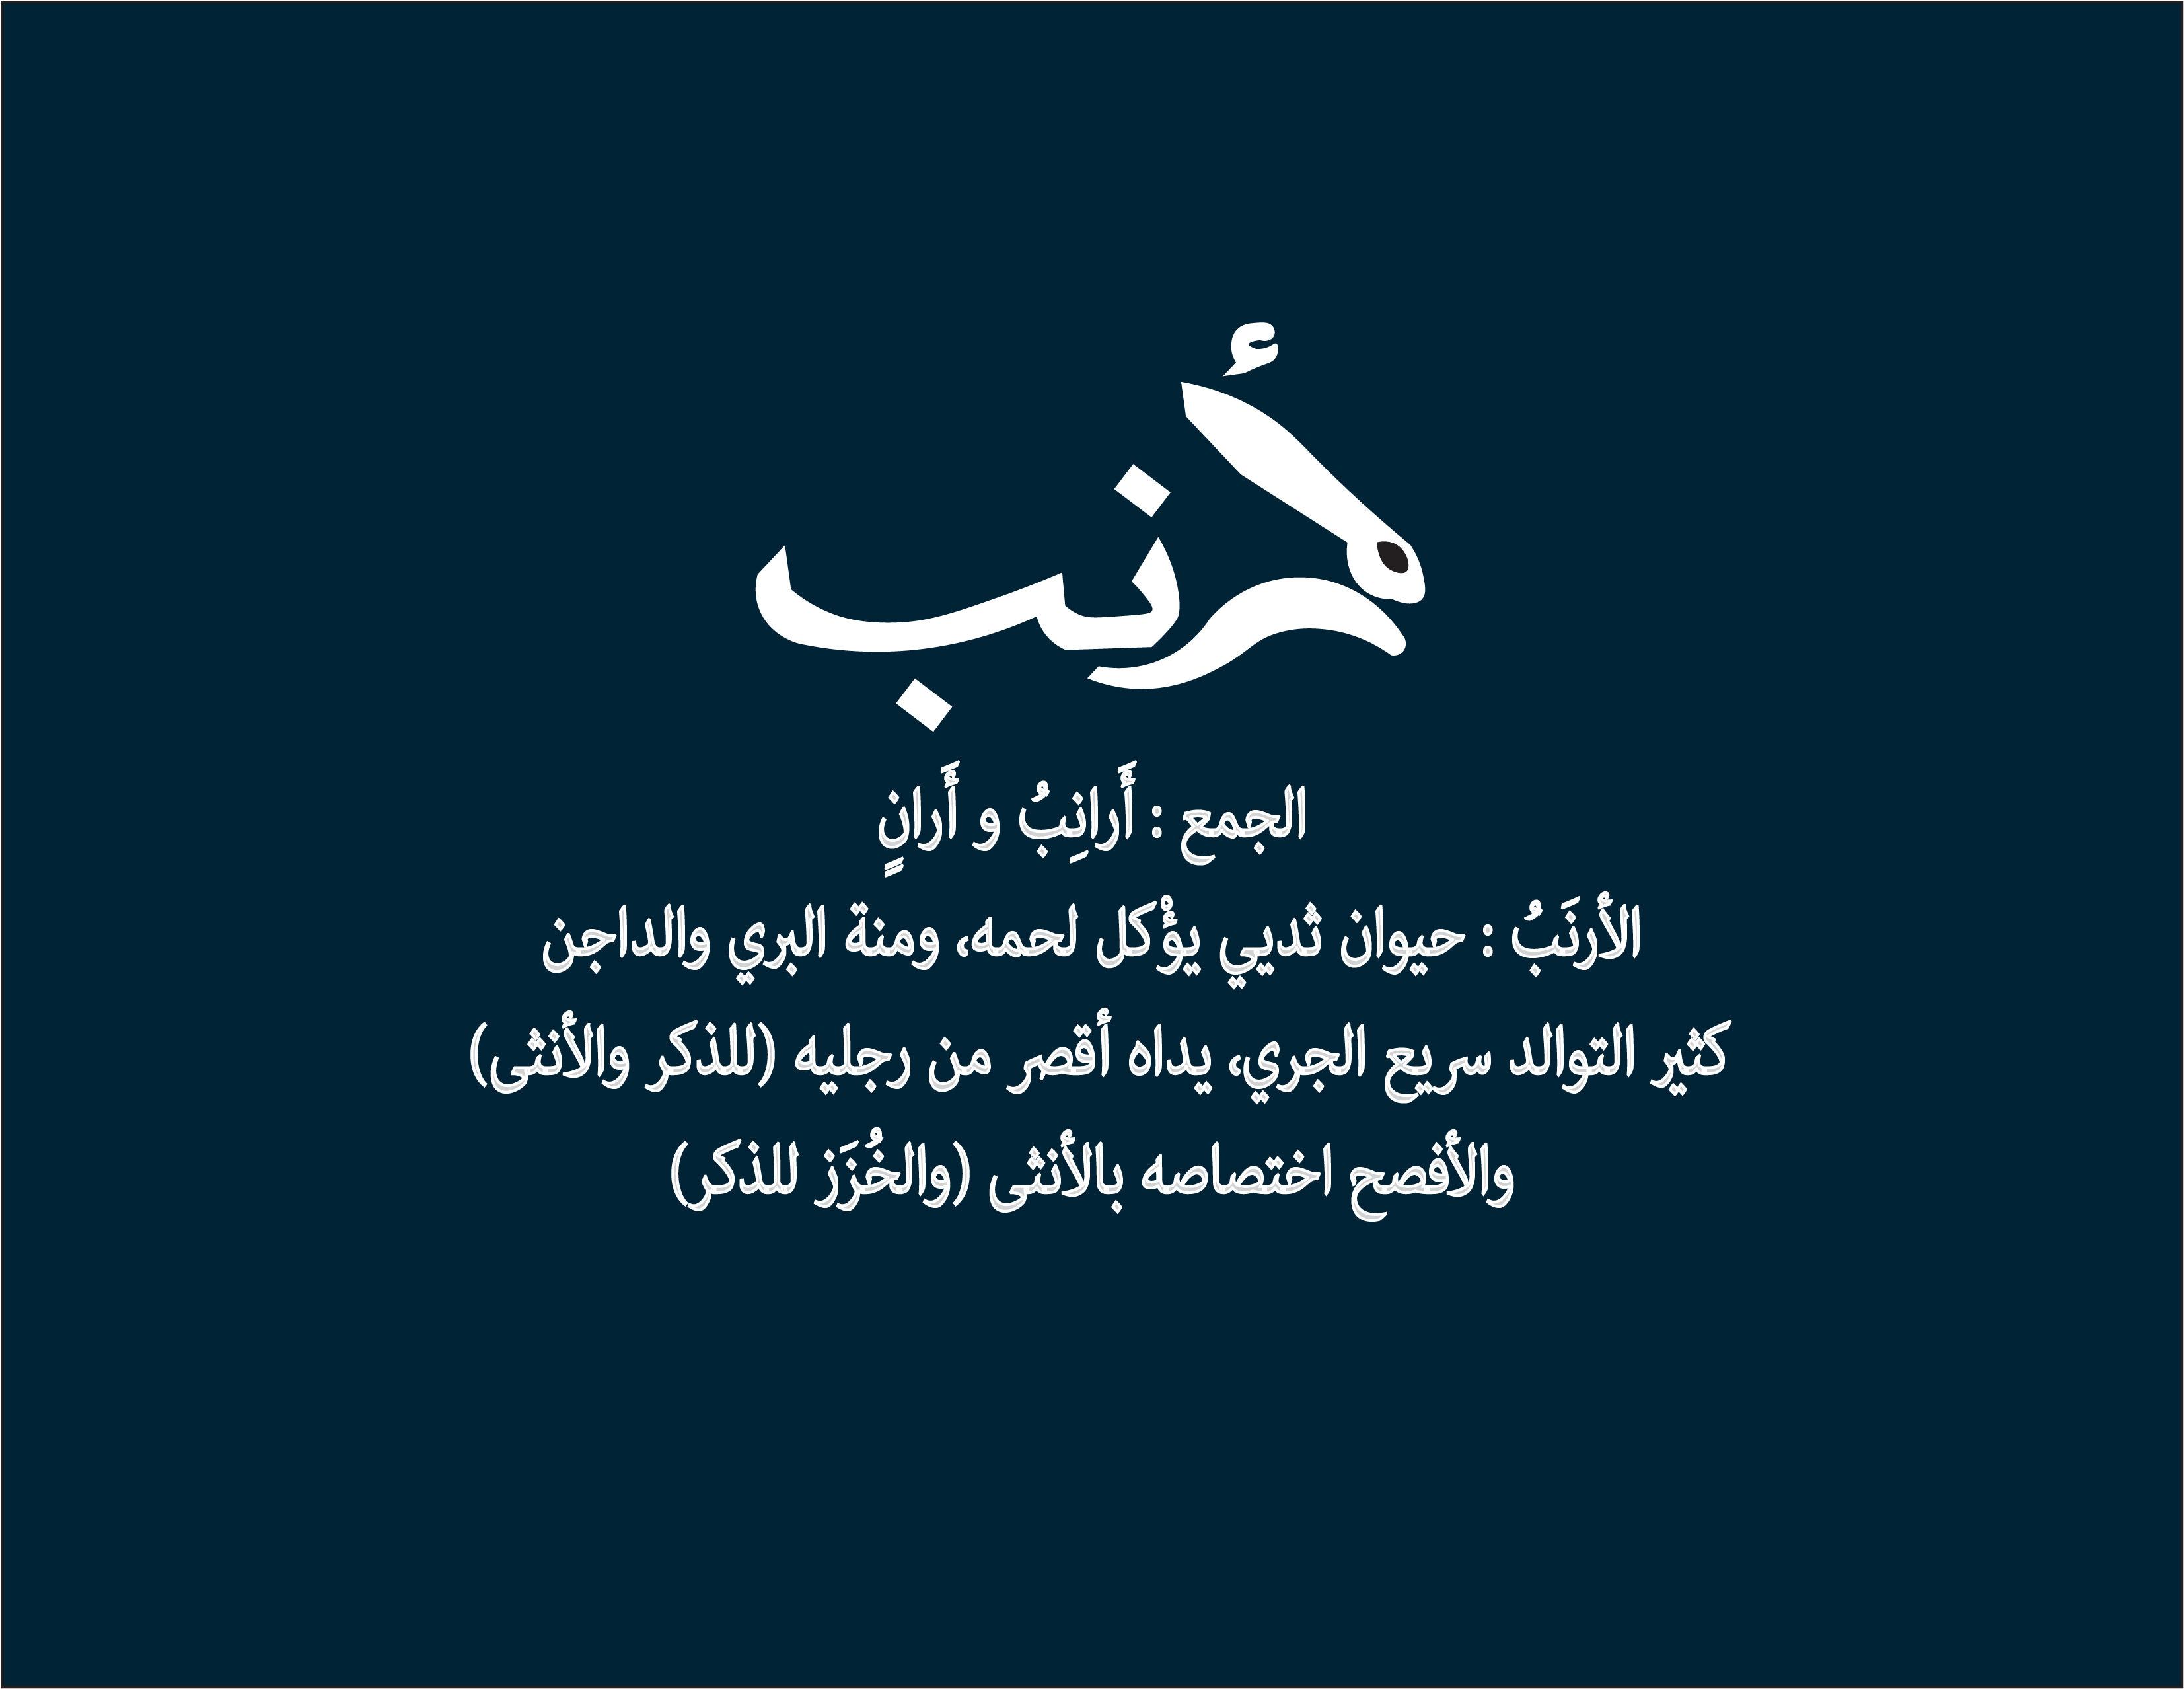 أرنب
الجمع : أَرانِبُ و أَرانٍ
الأرنَبُ : حيوان ثديي يؤْكل لحمه، ومنة البري والداجن
كثير التوالد سريع الجري، يداه أقصر من رجليه (للذكر والأنثى)
والأفصح اختصاصه بالأنثى (والخُزَز للذكر)